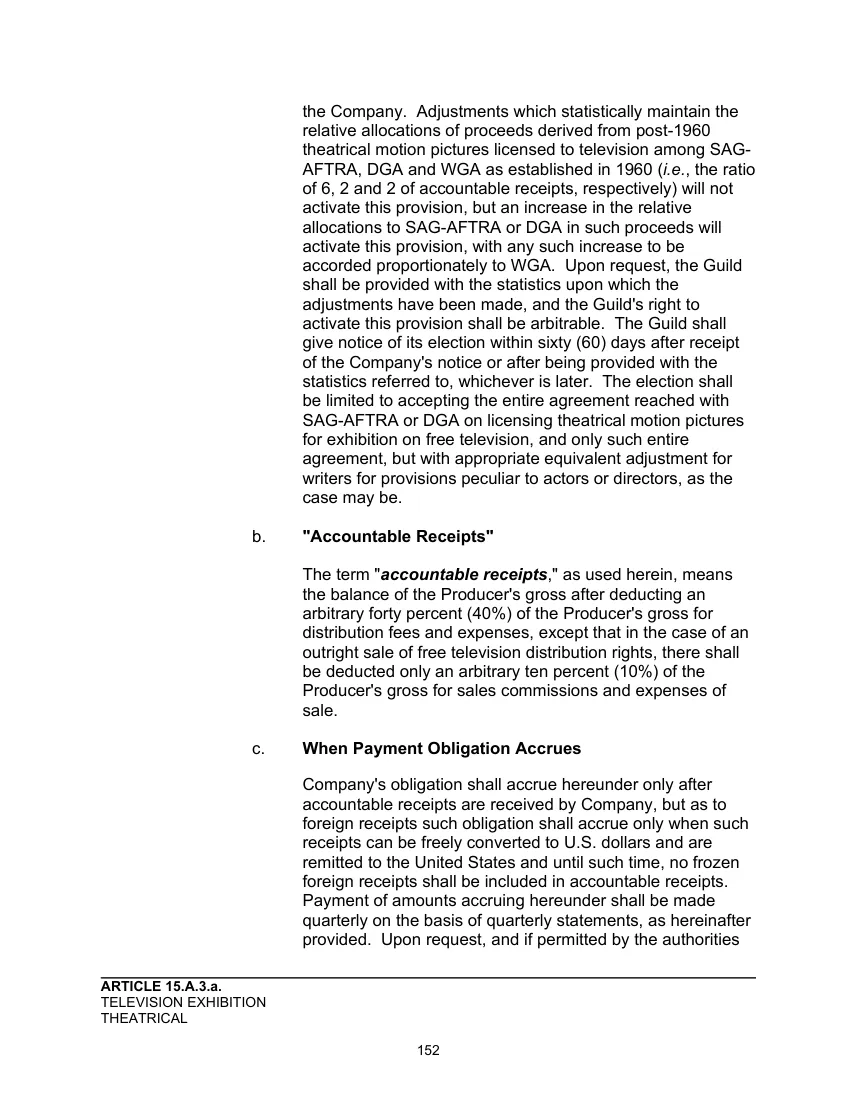 the Company.  Adjustments which statistically maintain the
relative allocations of proceeds derived from post-1960
theatrical motion pictures licensed to television among SAG-
AFTRA, DGA and WGA as established in 1960 (i.e., the ratio
of 6, 2 and 2 of accountable receipts, respectively) will not
activate this provision, but an increase in the relative
allocations to SAG-AFTRA or DGA in such proceeds will
activate this provision, with any such increase to be
accorded proportionately to WGA.  Upon request, the Guild
shall be provided with the statistics upon which the
adjustments have been made, and the Guild's right to
activate this provision shall be arbitrable.  The Guild shall
give notice of its election within sixty (60) days after receipt
of the Company's notice or after being provided with the
statistics referred to, whichever is later.  The election shall
be limited to accepting the entire agreement reached with
SAG-AFTRA or DGA on licensing theatrical motion pictures
for exhibition on free television, and only such entire
agreement, but with appropriate equivalent adjustment for
writers for provisions peculiar to actors or directors, as the
case may be.
b. "Accountable Receipts"
The term "accountable receipts," as used herein, means
the balance of the Producer's gross after deducting an
arbitrary forty percent (40%) of the Producer's gross for
distribution fees and expenses, except that in the case of an
outright sale of free television distribution rights, there shall
be deducted only an arbitrary ten percent (10%) of the
Producer's gross for sales commissions and expenses of
sale.
c. When Payment Obligation Accrues
Company's obligation shall accrue hereunder only after
accountable receipts are received by Company, but as to
foreign receipts such obligation shall accrue only when such
receipts can be freely converted to U.S. dollars and are
remitted to the United States and until such time, no frozen
foreign receipts shall be included in accountable receipts.
Payment of amounts accruing hereunder shall be made
quarterly on the basis of quarterly statements, as hereinafter
provided.  Upon request, and if permitted by the authorities
ARTICLE 15.A.3.a.
TELEVISION EXHIBITION
THEATRICAL
152